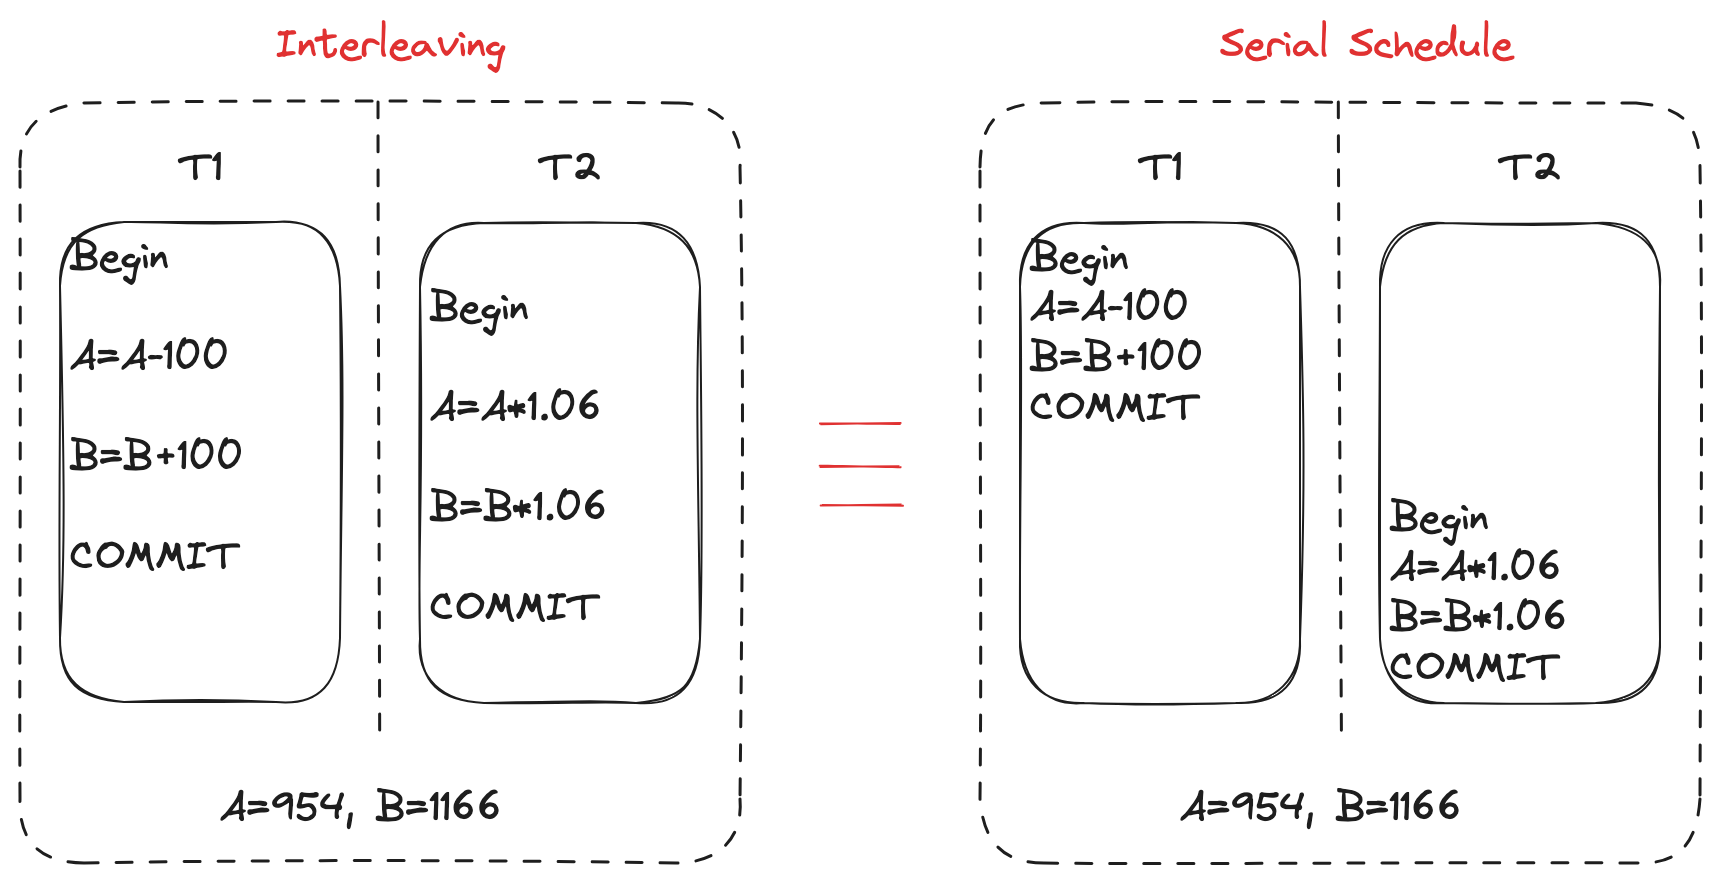 Interleaving
T1
Begin
A=A-100
B=B+100
COMMIT
T2
Begin
A=A*1.06
B=B*1.06
COMMIT
A=954, B=1166
Serial Schedule
T1
Begin
A=A-100
B=B+100
COMMIT
T2
Begin
A=A*1.06
B=B*1.06
COMMIT
A=954, B=1166